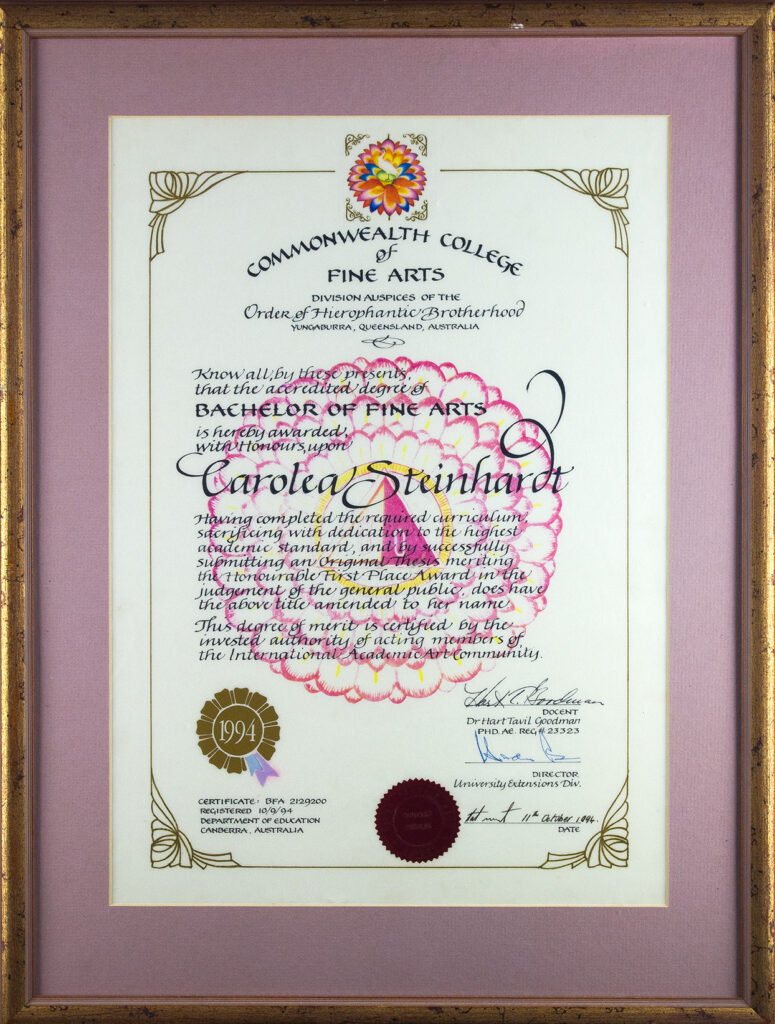 COMMONWEALTH COLLEGE
of
FINE ARTS
DIVISION AUSPICES OF THE
Order of Hierophantic Brotherhood
YUNGABURRA, QUEENSLAND, AUSTRALIA
Know all, by these presents,
that the accredited degree of
BACHELOR OF FINE ARTS
is hereby awarded,
with Honours, upon
Carolea Steinhardt
Having completed the required curriculum,
sacrificing with dedication to the highest
academic standard, and by successfully
submitting an Original Thesis meriting
the Honourable First Place Award in the
judgement of the general public, does have
the above title amended to her name.
This degree of merit is certified by the
invested authority of acting members of
the International Academic Art Community.
DOCENT
Dr Hart Tavil Goodman
PHD. AE. REG# 23323
1994
DIRECTOR
University Extensions Div.
CERTIFICATE: BFA 2129200
REGISTERED 10/9/94
DEPARTMENT OF EDUCATION
CANBERRA, AUSTRALIA
11th October 1994.
DATE